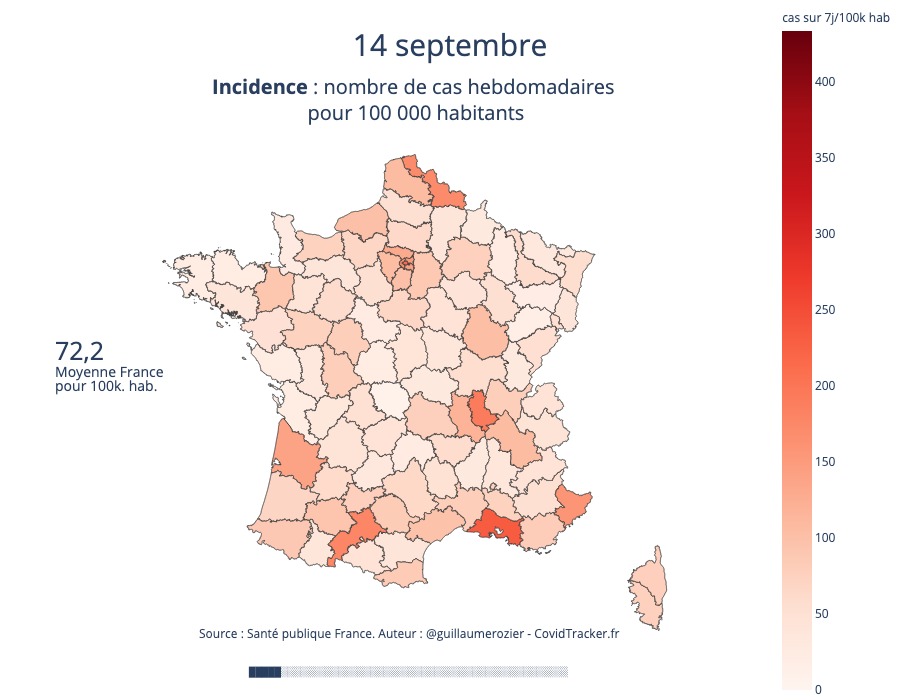 cas sur 7j/100k hab
14 septembre
Incidence : nombre de cas hebdomadaires
pour 100 000 habitants
400
350
300
250
200
150
100
50
0
72,2
Moyenne France
pour 100k. hab.
Source : Santé publique France. Auteur : @guillaumerozier - CovidTracker.fr